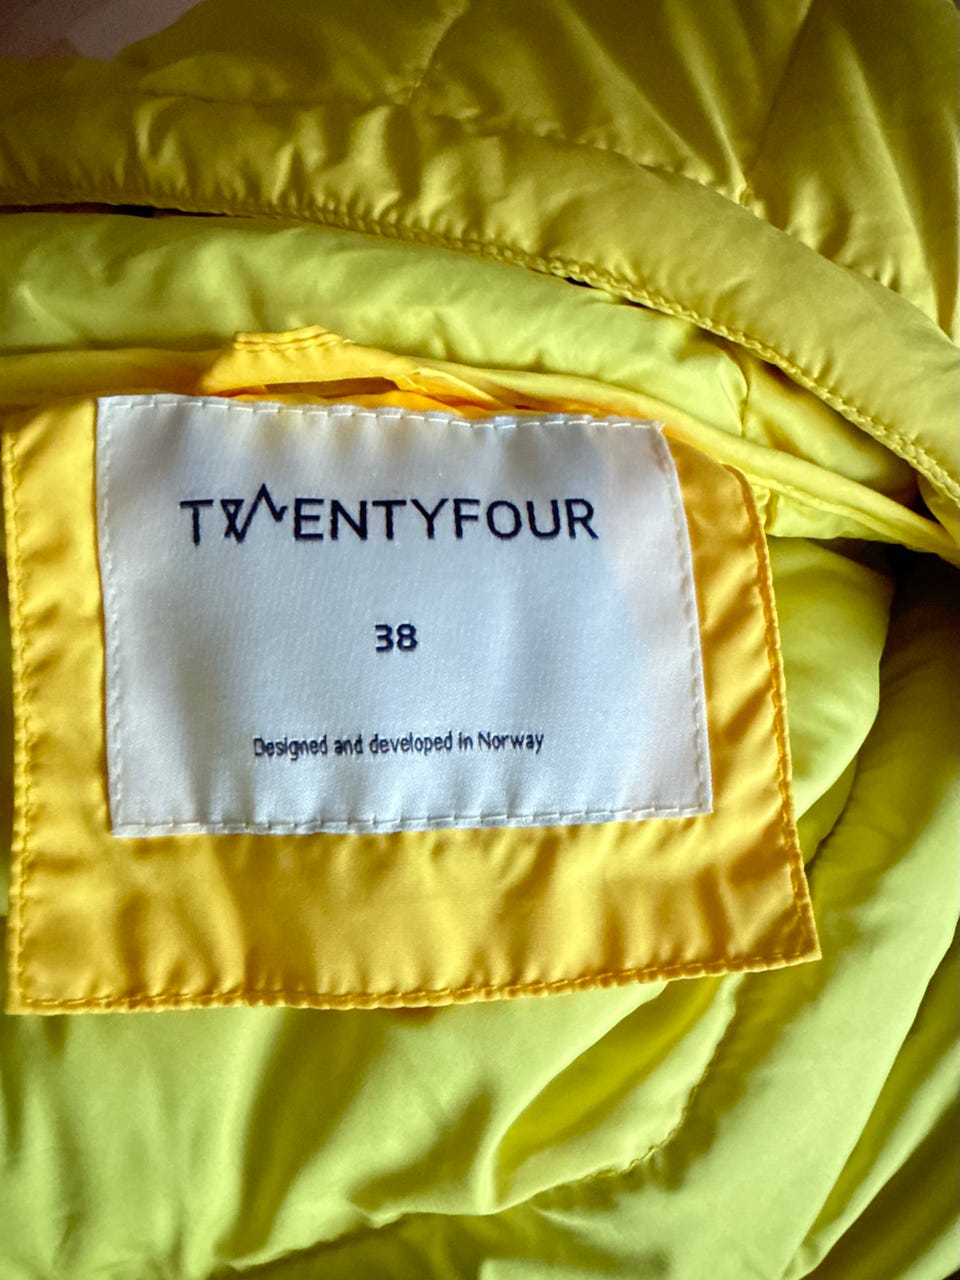 TWENTYFOUR
38
Designed and developed in Norway